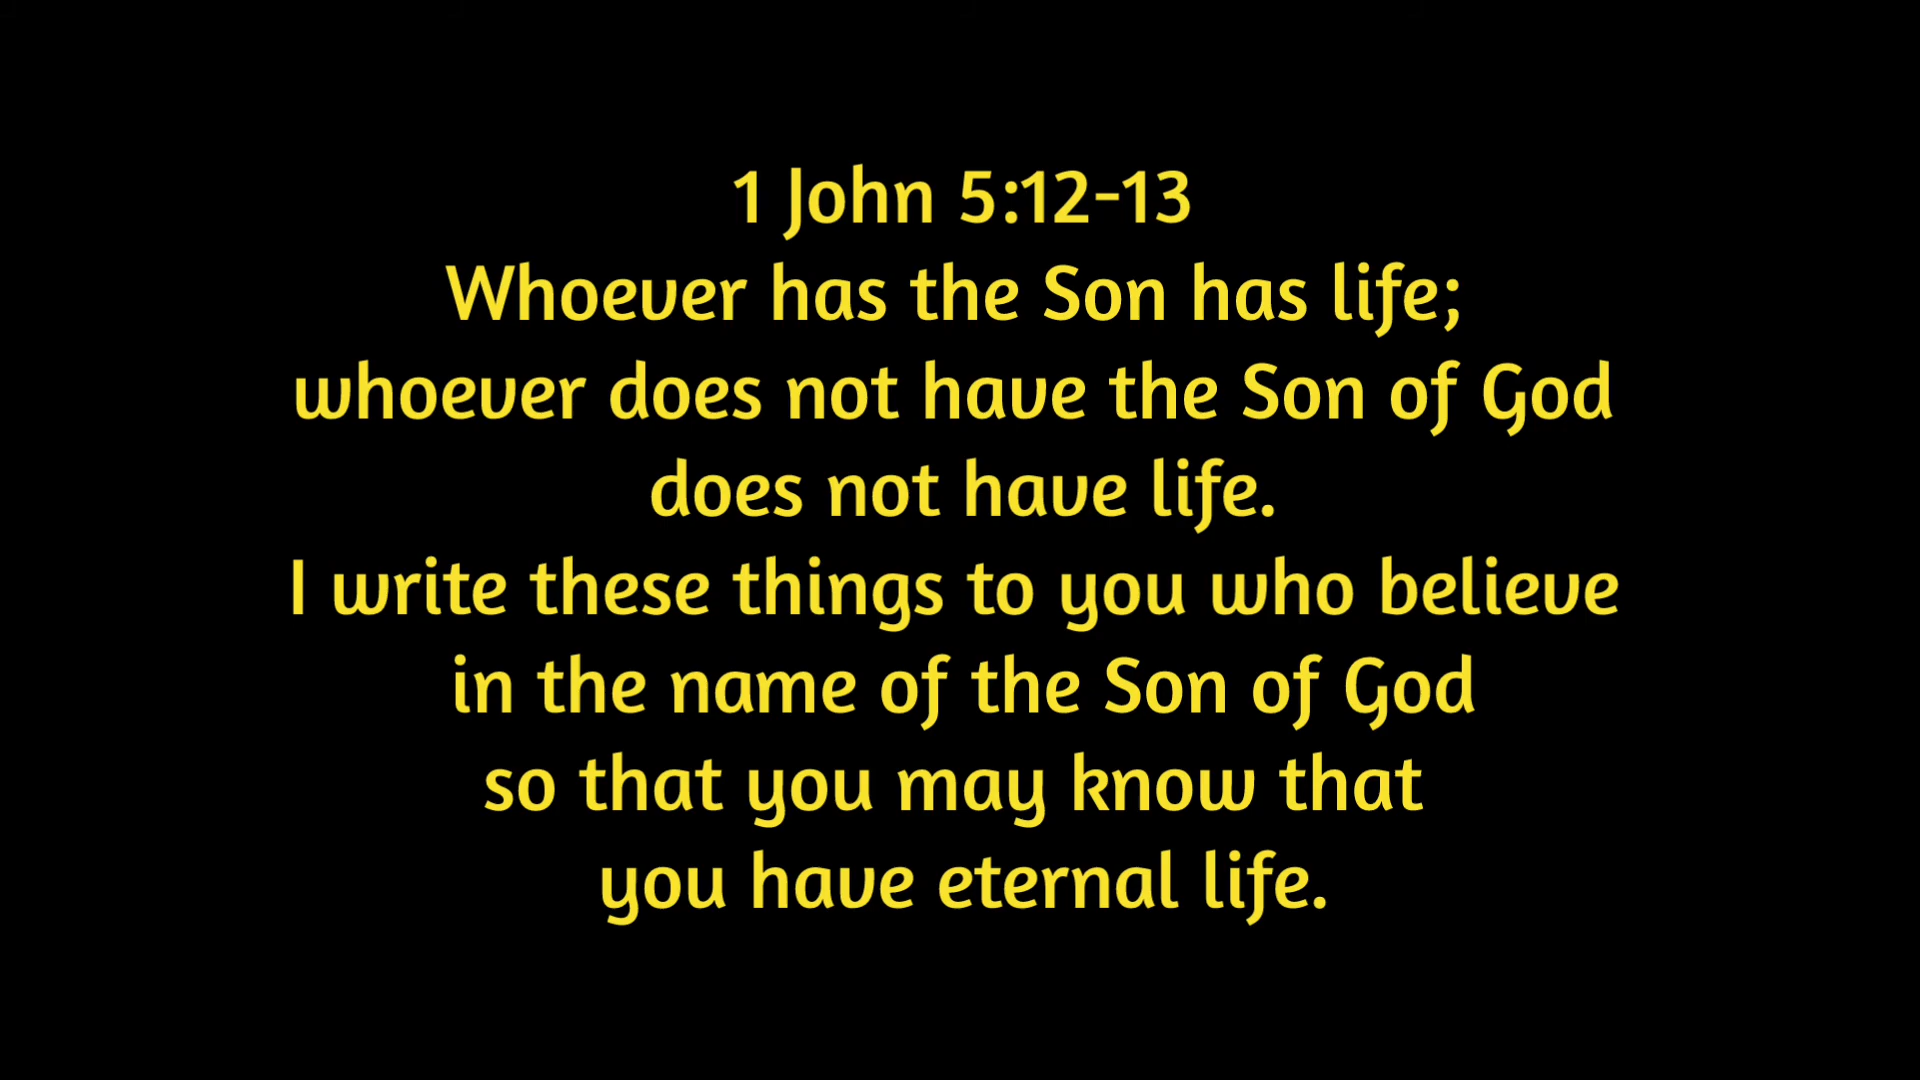 1 John 5:12-13
Whoever has the Son has life;
whoever does not have the Son of God
does not have life.
I write these things to you who believe
in the name of the Son of God
so that you may know that
you have eternal life.